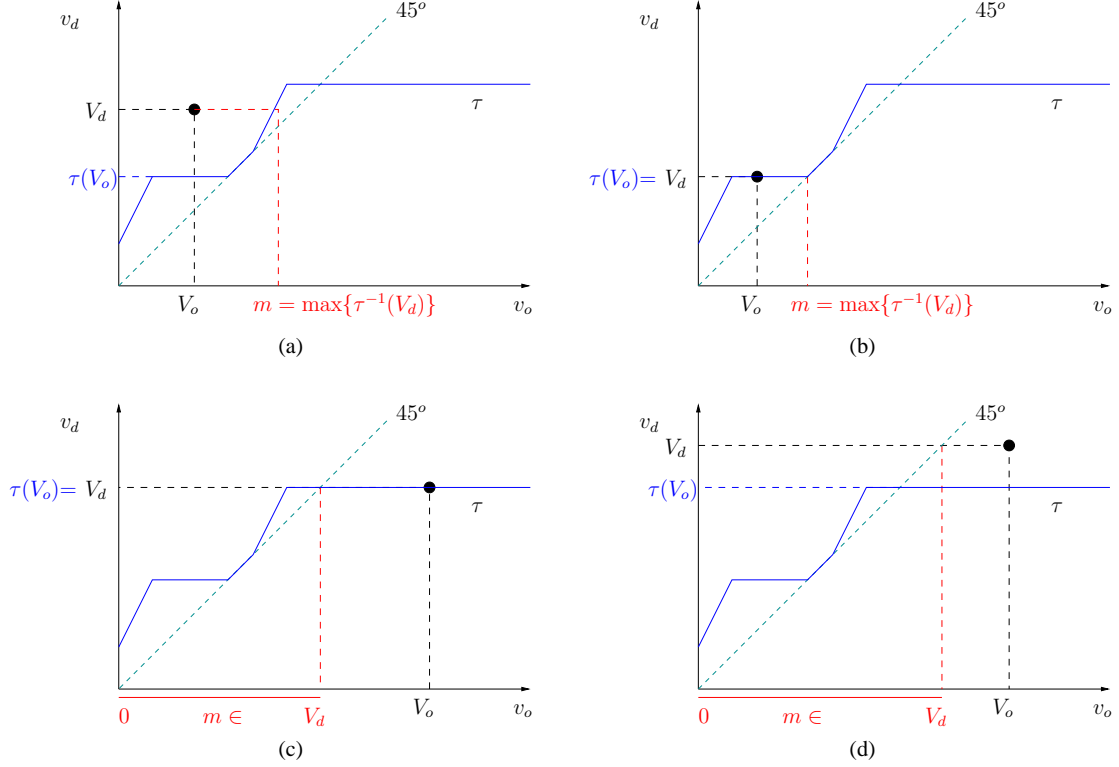 v_d
45^o
V_d
τ
τ(V_o)
V_o
m = max{τ^{-1}(V_d)}
v_o
(a)
v_d
45^o
τ
τ(V_o)= V_d
V_o
m = max{τ^{-1}(V_d)}
v_o
(b)
v_d
45^o
τ(V_o)= V_d
τ
0
m ∈
V_d
V_o
v_o
(c)
v_d
45^o
V_d
τ(V_o)
τ
0
m ∈
V_d
V_o
v_o
(d)